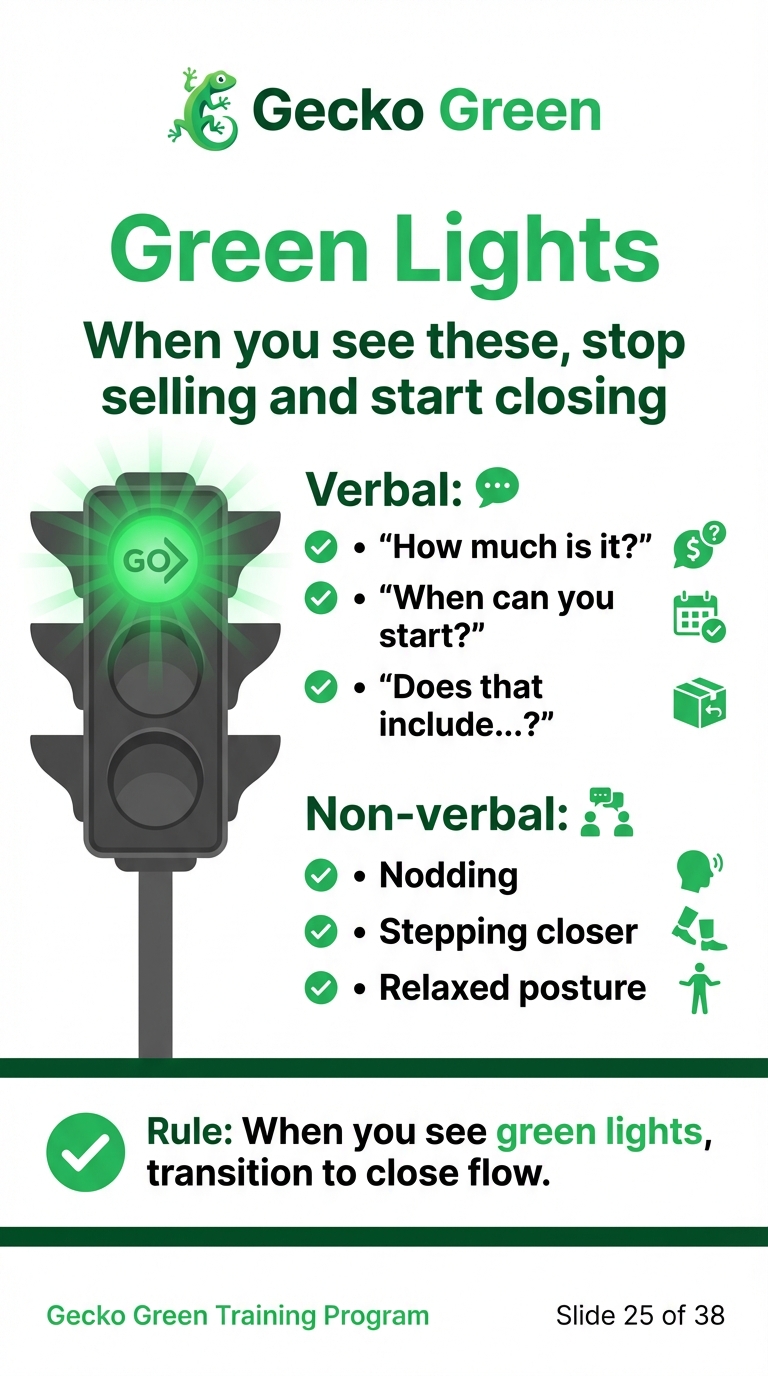 Gecko Green
Green Lights
When you see these, stop
selling and start closing
GO
Verbal:
• “How much is it?”
$
?
• “When can you
start?”
• “Does that
include...?”
Non-verbal:
• Nodding
• Stepping closer
• Relaxed posture
Rule: When you see green lights,
transition to close flow.
Gecko Green Training Program
Slide 25 of 38